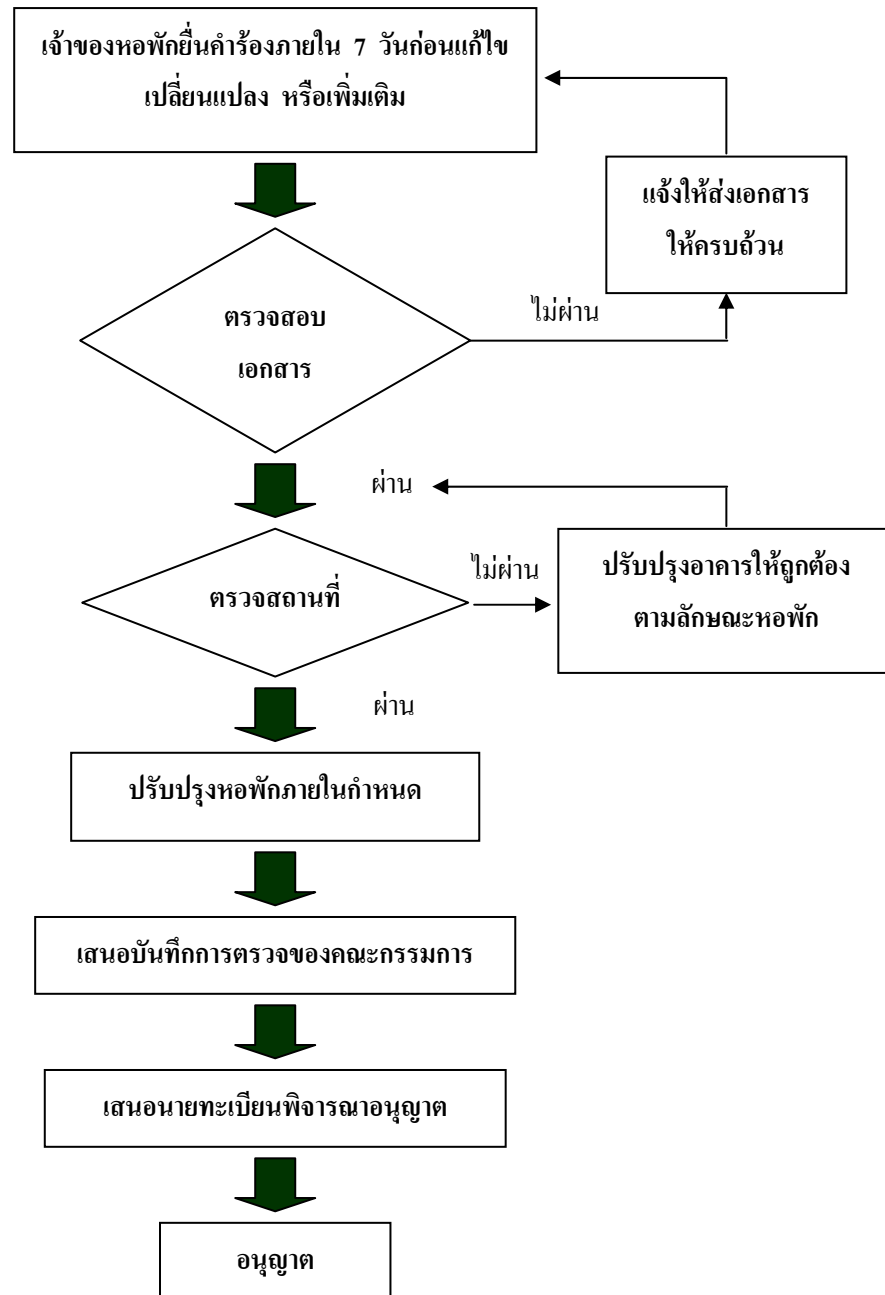 เจ้าของหอพักยื่นคำร้องภายใน 7 วันก่อนแก้ไข
เปลี่ยนแปลง หรือเพิ่มเติม
แจ้งให้ส่งเอกสาร
ให้ครบถ้วน
ตรวจสอบ
เอกสาร
ไม่ผ่าน
ผ่าน
ตรวจสถานที่
ไม่ผ่าน
ปรับปรุงอาคารให้ถูกต้อง
ตามลักษณะหอพัก
ผ่าน
ปรับปรุงหอพักภายในกำหนด
เสนอบันทึกการตรวจของคณะกรรมการ
เสนอนายทะเบียนพิจารณาอนุญาต
อนุญาต